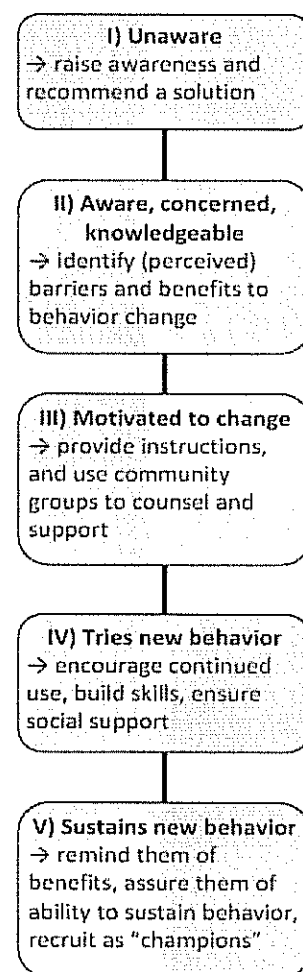 I) Unaware
→ raise awareness and
recommend a solution
II) Aware, concerned,
knowledgeable
→ identify (perceived)
barriers and benefits to
behavior change
III) Motivated to change
→ provide instructions,
and use community
groups to counsel and
support
IV) Tries new behavior
→ encourage continued
use, build skills, ensure
social support
V) Sustains new behavior
→ remind them of
benefits, assure them of
ability to sustain behavior,
recruit as “champions”